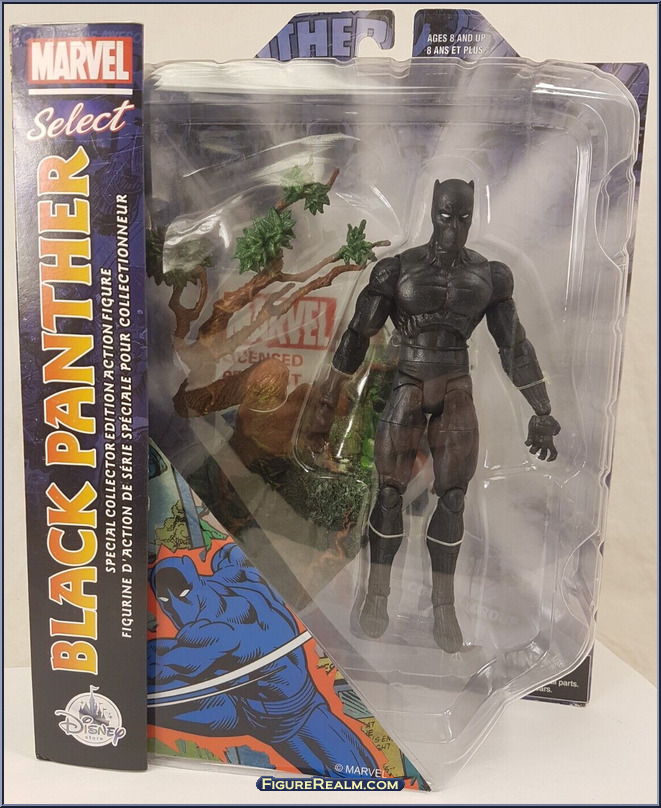 THER
AGES 8 AND UP
8 ANS ET PLUS
MARVEL
Select
BLACK PANTHER
SPECIAL COLLECTOR EDITION ACTION FIGURE
FIGURINE D'ACTION DE SÉRIE SPÉCIALE POUR COLLECTIONNEUR
Disney
store
MARVEL
parts.
© MARVEL
FIGUREREALM.COM